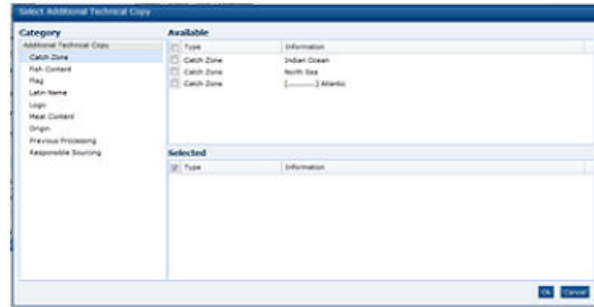 Select Additional Technical Copy
Category
Additional Technical Copy
Catch Zone
Fish Content
Flag
Latin Name
Logo
Meat Content
Origin
Previous Processing
Responsible Sourcing
Available
Type Information
Catch Zone Indian Ocean
Catch Zone North Sea
Catch Zone [..............] Atlantic
Selected
Type Information
Ok Cancel